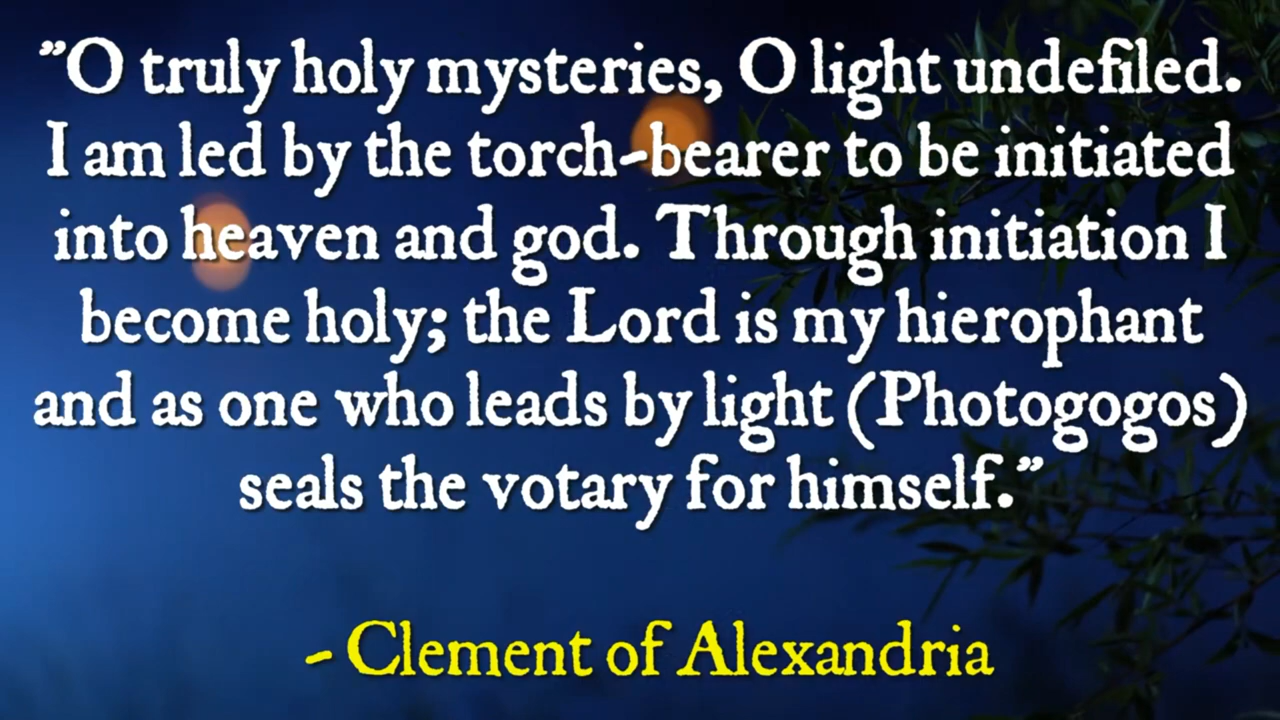 "O truly holy mysteries, O light undefiled.
I am led by the torch-bearer to be initiated
into heaven and god. Through initiation I
become holy; the Lord is my hierophant
and as one who leads by light (Photogogos)
seals the votary for himself."
- Clement of Alexandria